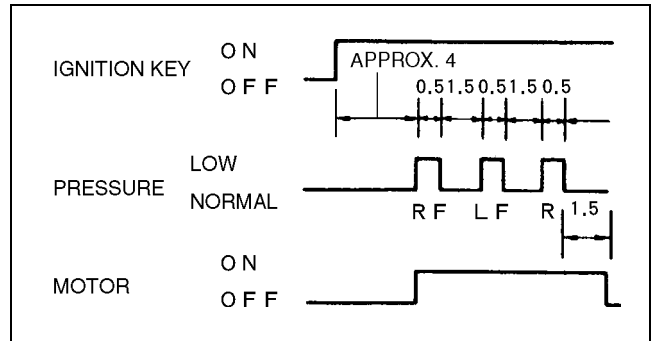 IGNITION KEY
ON
OFF
APPROX. 4
0.5 1.5 0.5 1.5 0.5
PRESSURE
LOW
NORMAL
RF LF R
1.5
MOTOR
ON
OFF